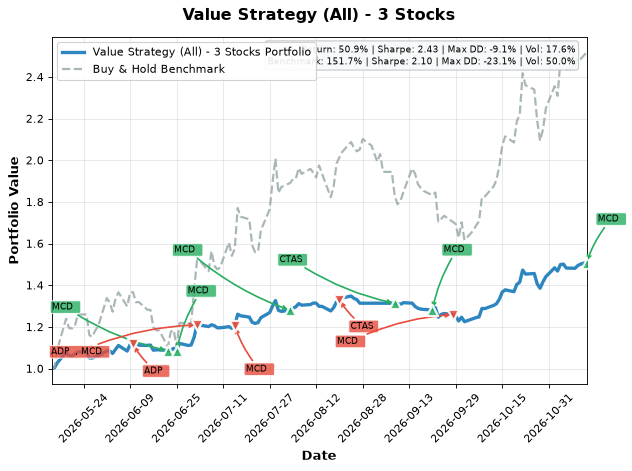 Value Strategy (All) - 3 Stocks
Value Strategy (All) - 3 Stocks Portfolio
Buy & Hold Benchmark
50.9% | Sharpe: 2.43 | Max DD: -9.1% | Vol: 17.6%
151.7% | Sharpe: 2.10 | Max DD: -23.1% | Vol: 50.0%
Portfolio Value
2.4
2.2
2.0
1.8
1.6
1.4
1.2
1.0
MCD
MCD
CTAS
MCD
MCD
MCD
ADP
MCD
ADP
MCD
CTAS
MCD
2026-05-24
2026-06-09
2026-06-25
2026-07-11
2026-07-27
2026-08-12
2026-08-28
2026-09-13
2026-09-29
2026-10-15
2026-10-31
Date